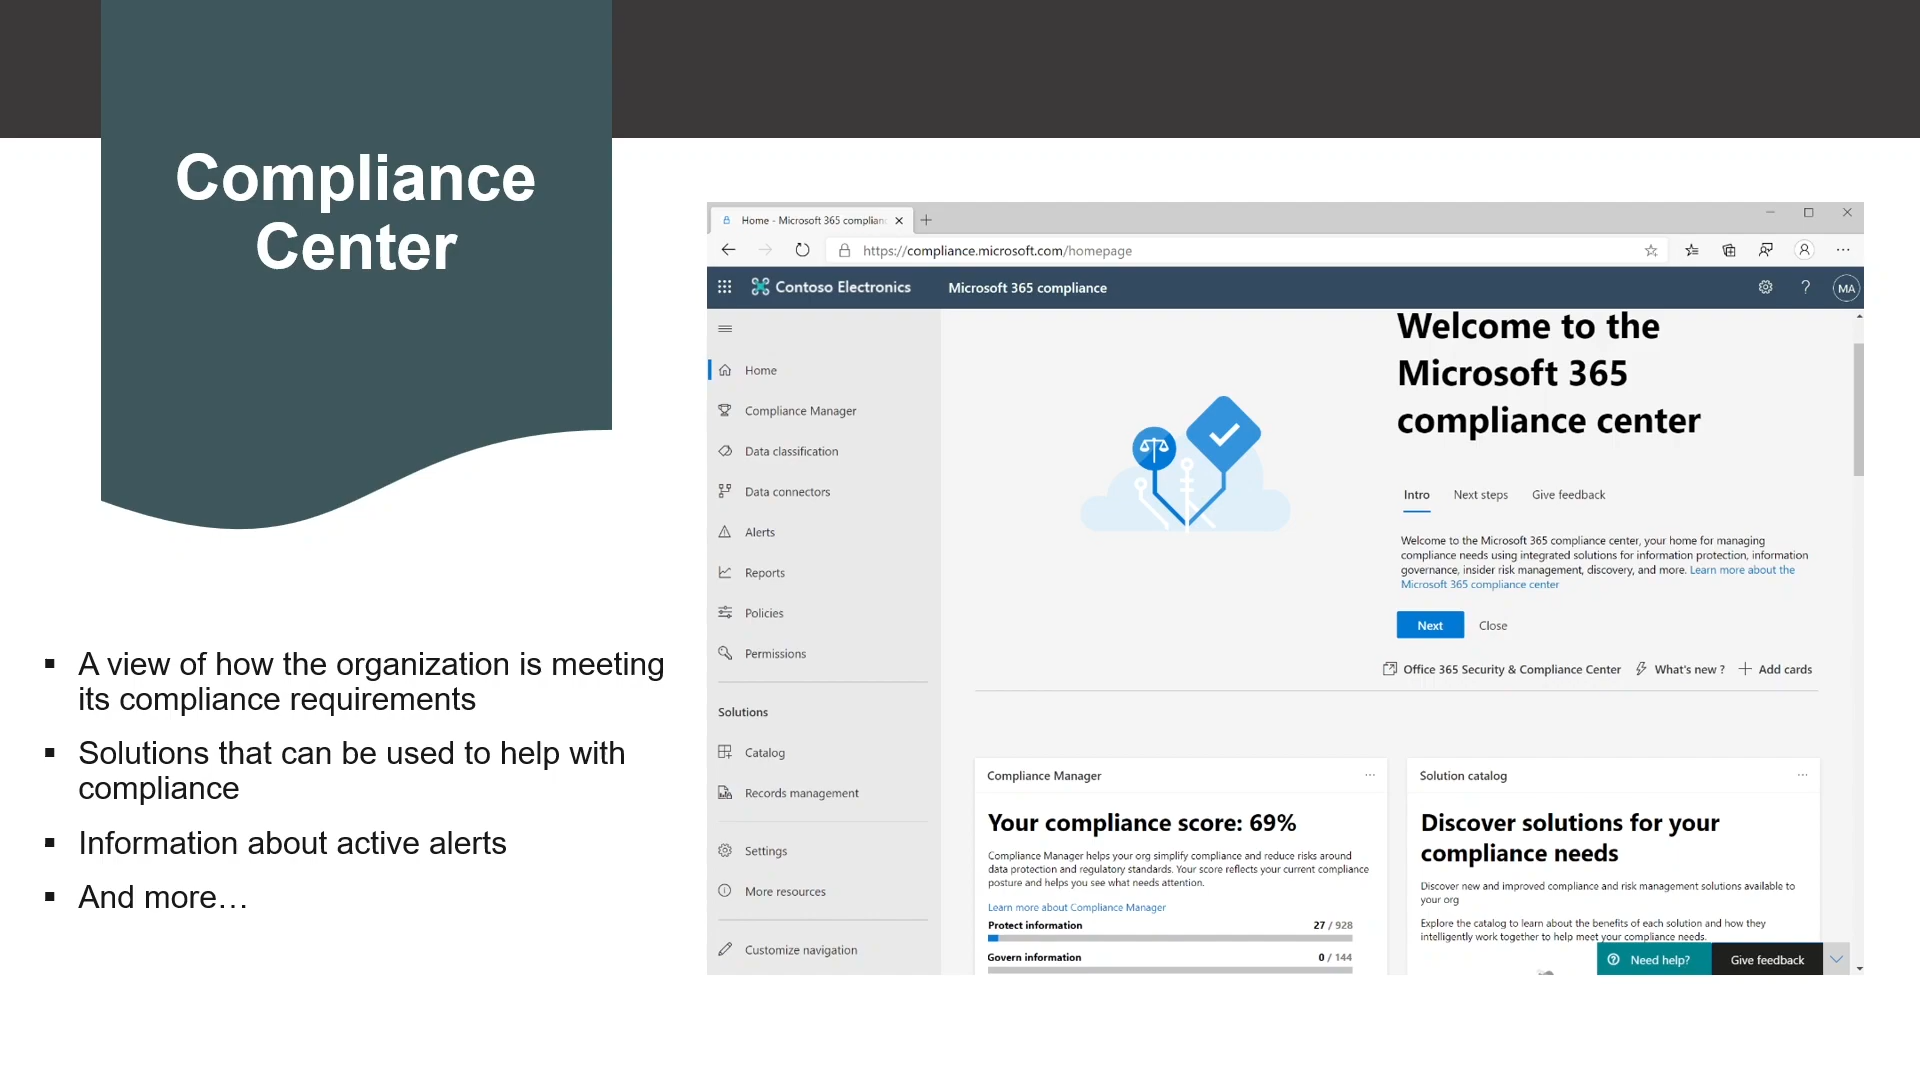 Compliance
Center
▪ A view of how the organization is meeting
its compliance requirements
▪ Solutions that can be used to help with
compliance
▪ Information about active alerts
▪ And more…
Home - Microsoft 365 complianc
https://compliance.microsoft.com/homepage
Contoso Electronics
Microsoft 365 compliance
?
MA
Home
Compliance Manager
Data classification
Data connectors
Alerts
Reports
Policies
Permissions
Solutions
Catalog
Records management
Settings
More resources
Customize navigation
Welcome to the
Microsoft 365
compliance center
Intro Next steps Give feedback
Welcome to the Microsoft 365 compliance center, your home for managing
compliance needs using integrated solutions for information protection, information
governance, insider risk management, discovery, and more. Learn more about the
Microsoft 365 compliance center
Next Close
Office 365 Security & Compliance Center What's new ? Add cards
Compliance Manager
Your compliance score: 69%
Compliance Manager helps your org simplify compliance and reduce risks around
data protection and regulatory standards. Your score reflects your current compliance
posture and helps you see what needs attention.
Learn more about Compliance Manager
Protect information 27 / 928
Govern information 0 / 144
Solution catalog
Discover solutions for your
compliance needs
Discover new and improved compliance and risk management solutions available to
your org
Explore the catalog to learn about the benefits of each solution and how they
intelligently work together to help meet your compliance needs.
Need help? Give feedback